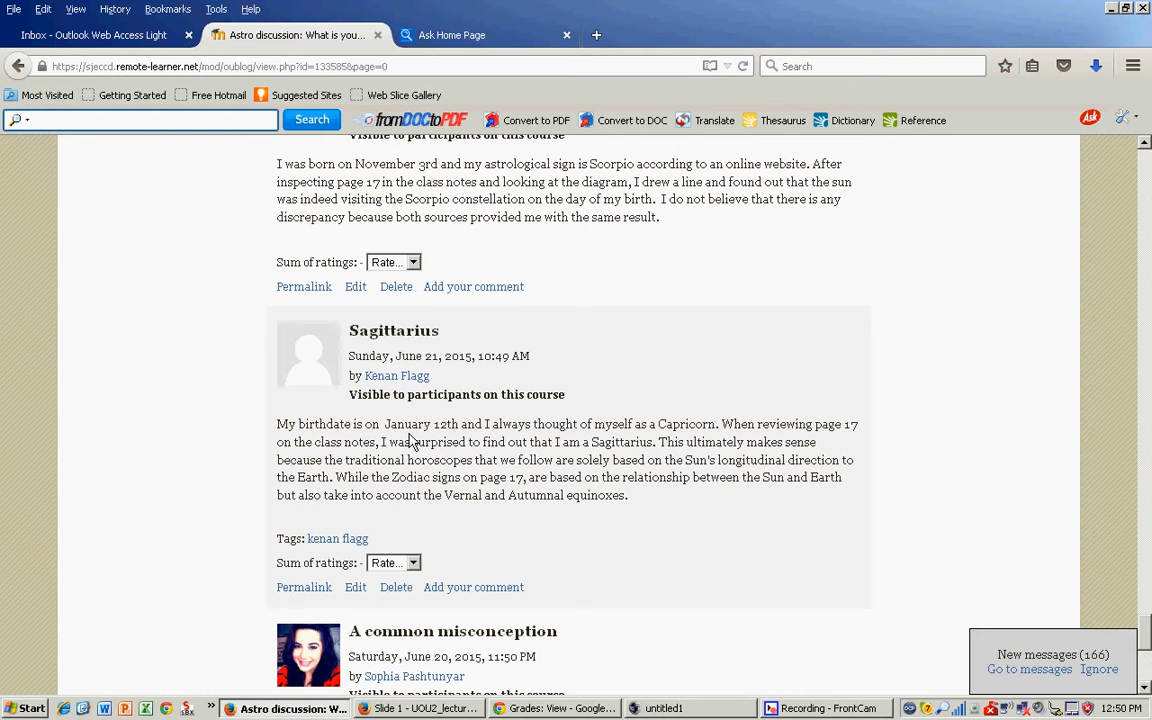 File Edit View History Bookmarks Tools Help
Inbox - Outlook Web Access Light Astro discussion: What is you... Ask Home Page
https://sjeccd.remote-learner.net/mod/oublog/view.php?id=133585&page=0 Search
Most Visited Getting Started Free Hotmail Suggested Sites Web Slice Gallery
Search fromDOCtoPDF Convert to PDF Convert to DOC Translate Thesaurus Dictionary Reference Ask
Visible to participants on this course
I was born on November 3rd and my astrological sign is Scorpio according to an online website. After
inspecting page 17 in the class notes and looking at the diagram, I drew a line and found out that the sun
was indeed visiting the Scorpio constellation on the day of my birth. I do not believe that there is any
discrepancy because both sources provided me with the same result.
Sum of ratings: - Rate...
Permalink Edit Delete Add your comment
Sagittarius
Sunday, June 21, 2015, 10:49 AM
by Kenan Flagg
Visible to participants on this course
My birthdate is on January 12th and I always thought of myself as a Capricorn. When reviewing page 17
on the class notes, I was surprised to find out that I am a Sagittarius. This ultimately makes sense
because the traditional horoscopes that we follow are solely based on the Sun's longitudinal direction to
the Earth. While the Zodiac signs on page 17, are based on the relationship between the Sun and Earth
but also take into account the Vernal and Autumnal equinoxes.
Tags: kenan flagg
Sum of ratings: - Rate...
Permalink Edit Delete Add your comment
A common misconception
Saturday, June 20, 2015, 11:50 PM
by Sophia Pashtunyar
New messages (166)
Go to messages Ignore
Start Astro discussion: W... Slide 1 - UOU2_lectur... Grades: View - Google... untitled1 Recording - FrontCam 12:50 PM